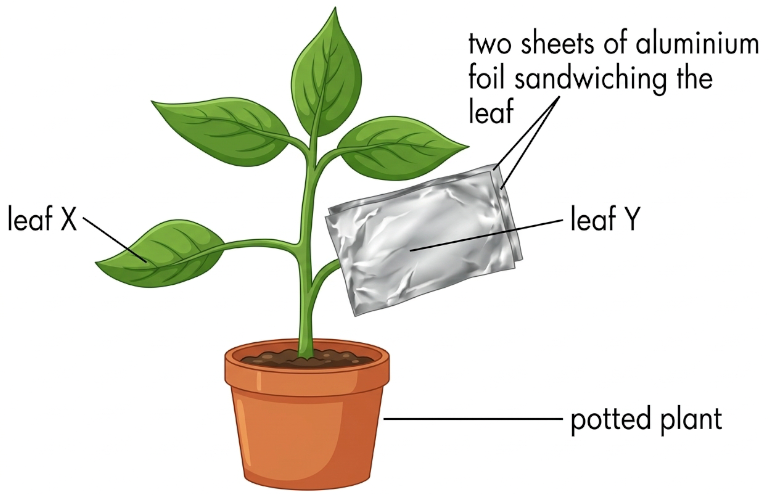 two sheets of aluminium
foil sandwiching the
leaf
leaf X
leaf Y
potted plant